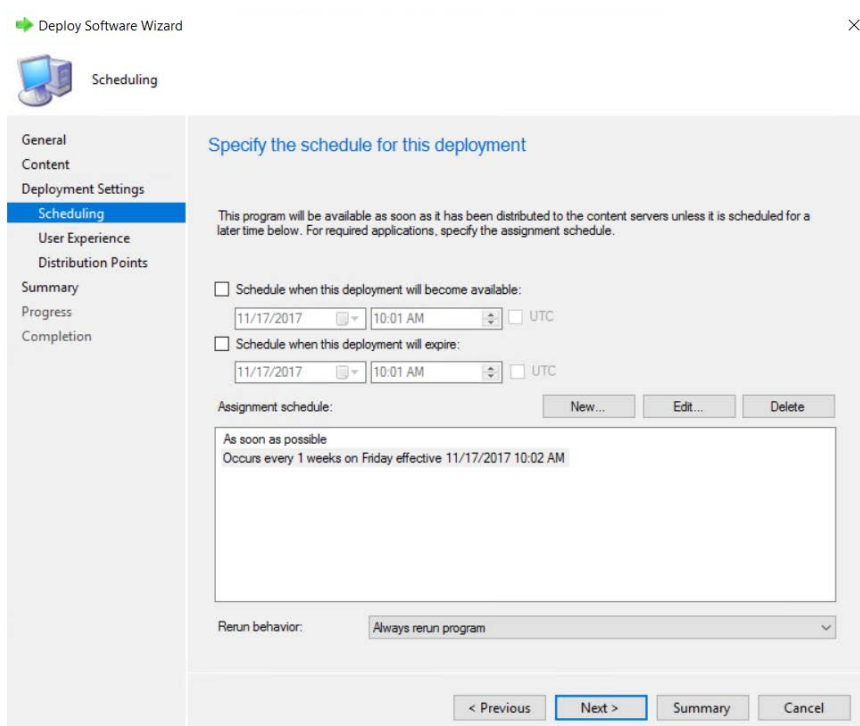 Deploy Software Wizard
Scheduling
General
Content
Deployment Settings
Scheduling
User Experience
Distribution Points
Summary
Progress
Completion
Specify the schedule for this deployment
This program will be available as soon as it has been distributed to the content servers unless it is scheduled for a
later time below. For required applications, specify the assignment schedule.
Schedule when this deployment will become available:
11/17/2017 10:01 AM UTC
Schedule when this deployment will expire:
11/17/2017 10:01 AM UTC
Assignment schedule: New... Edit... Delete
As soon as possible
Occurs every 1 weeks on Friday effective 11/17/2017 10:02 AM
Rerun behavior: Always rerun program
< Previous Next > Summary Cancel